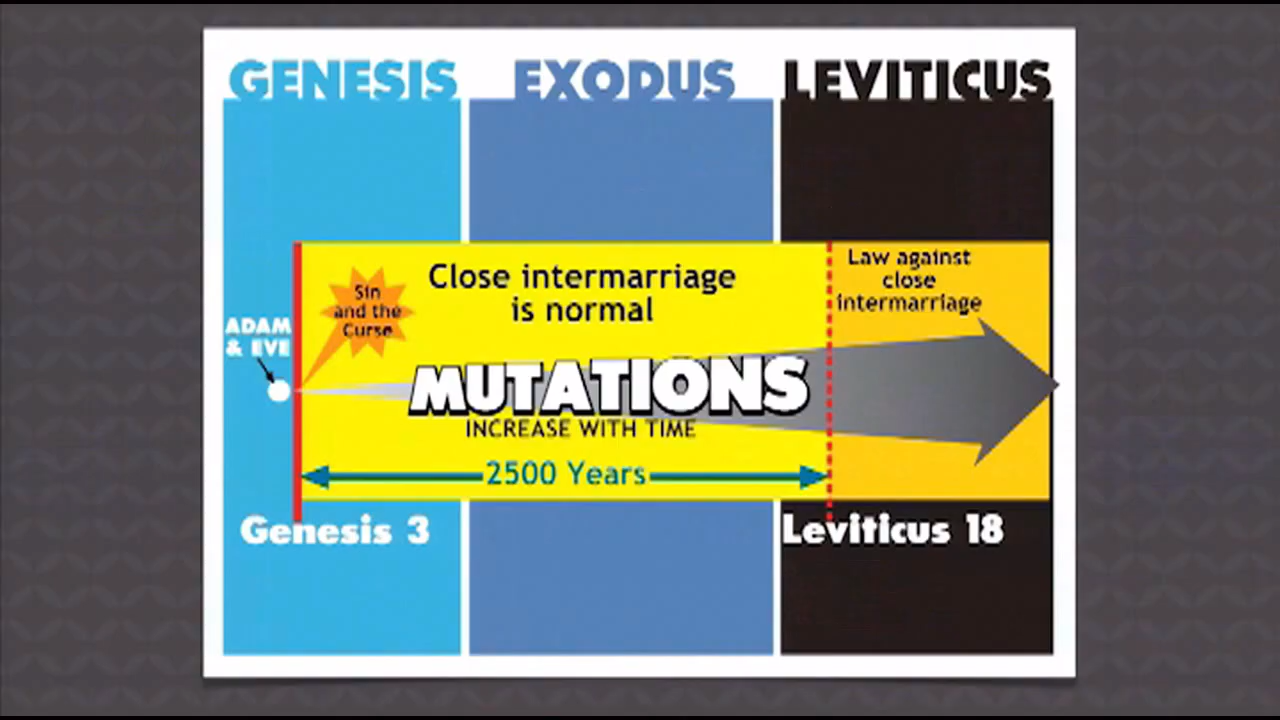 GENESIS EXODUS LEVITICUS
Sin
and the
Curse
Close intermarriage
is normal
Law against
close
intermarriage
ADAM
& EVE
MUTATIONS
INCREASE WITH TIME
2500 Years
Genesis 3
Leviticus 18